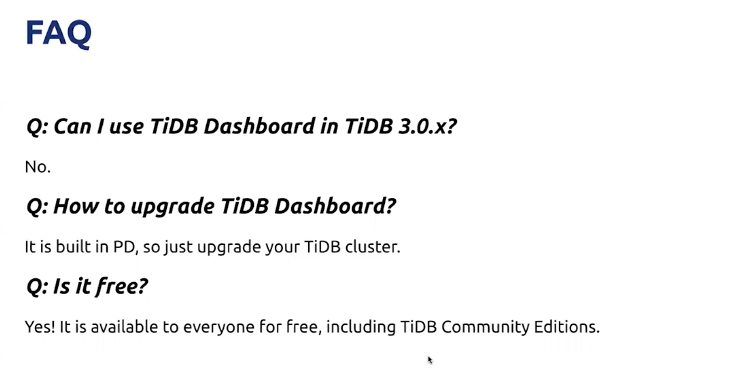 FAQ
Q: Can I use TiDB Dashboard in TiDB 3.0.x?
No.
Q: How to upgrade TiDB Dashboard?
It is built in PD, so just upgrade your TiDB cluster.
Q: Is it free?
Yes! It is available to everyone for free, including TiDB Community Editions.